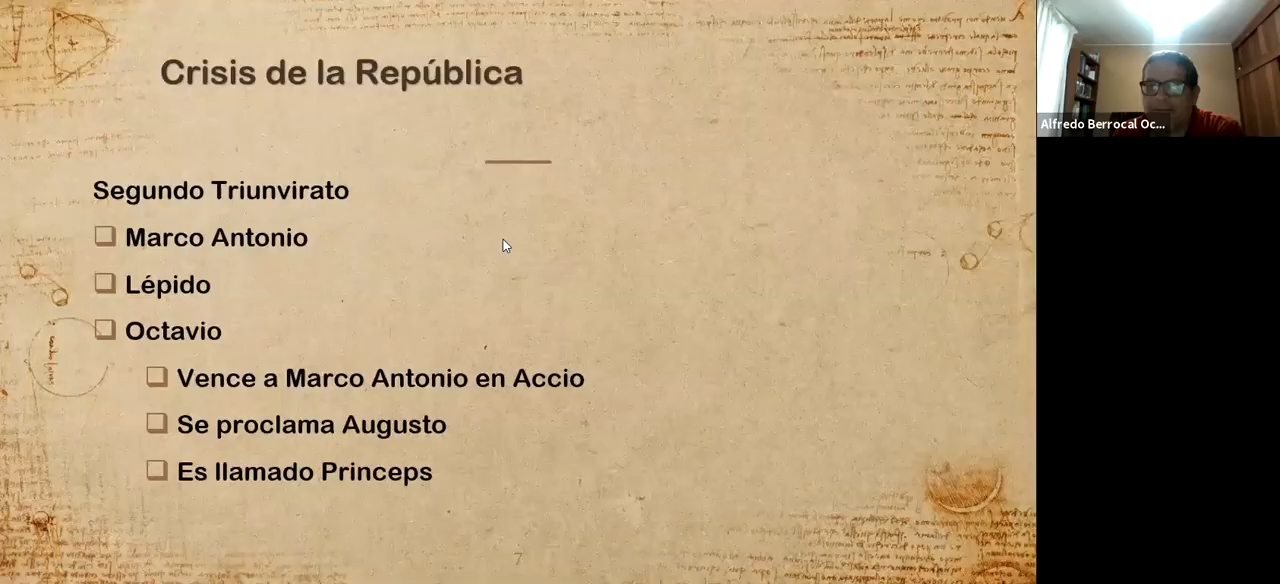 Crisis de la República
Segundo Triunvirato
Marco Antonio
Lépido
Octavio
Vence a Marco Antonio en Accio
Se proclama Augusto
Es llamado Princeps
7
Alfredo Berrocal Oc...